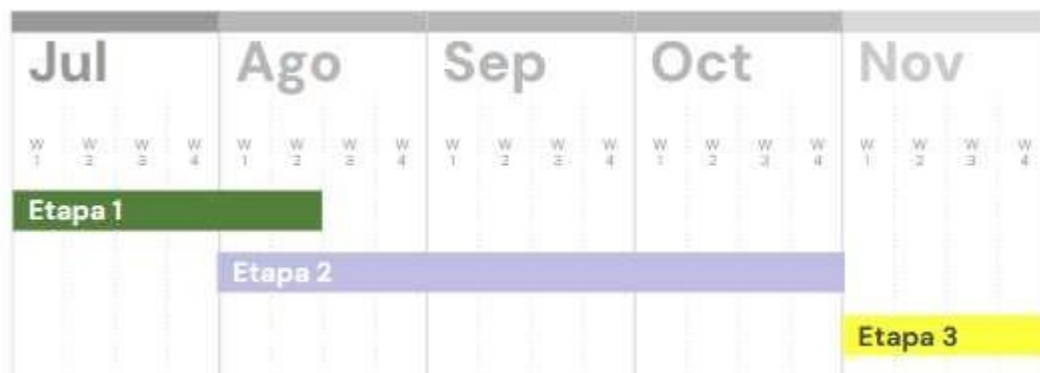 Jul Ago Sep Oct Nov
W W W W W W W W W W W W W W W W W W W W
1 2 3 4 1 2 3 4 1 2 3 4 1 2 3 4 1 2 3 4
Etapa 1
Etapa 2
Etapa 3